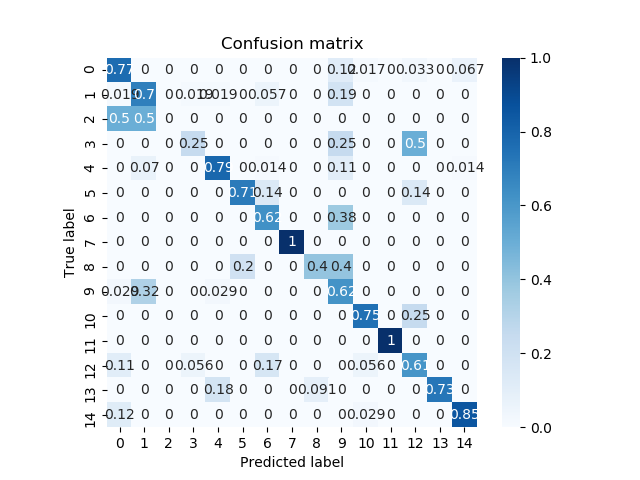 Confusion matrix
0 0.77 0 0 0 0 0 0 0 0 0.12 0.017 0 0.033 0 0.067
1 0.019 0.7 0 0.019 0.019 0 0.057 0 0 0.19 0 0 0 0 0
2 0.5 0.5 0 0 0 0 0 0 0 0 0 0 0 0 0
3 0 0 0 0.25 0 0 0 0 0 0.25 0 0 0.5 0 0
4 0 0.07 0 0 0.79 0 0.014 0 0 0.11 0 0 0 0 0.014
5 0 0 0 0 0 0.71 0.14 0 0 0 0 0 0.14 0 0
6 0 0 0 0 0 0 0.62 0 0 0.38 0 0 0 0 0
7 0 0 0 0 0 0 0 1 0 0 0 0 0 0 0
8 0 0 0 0 0 0.2 0 0 0.4 0.4 0 0 0 0 0
9 0.029 0.32 0 0 0.029 0 0 0 0 0.62 0 0 0 0 0
10 0 0 0 0 0 0 0 0 0 0 0.75 0 0.25 0 0
11 0 0 0 0 0 0 0 0 0 0 0 1 0 0 0
12 0.11 0 0 0.056 0 0 0.17 0 0 0 0.056 0 0.61 0 0
13 0 0 0 0 0.18 0 0 0 0.091 0 0 0 0 0.73 0
14 0.12 0 0 0 0 0 0 0 0 0 0.029 0 0 0 0.85
0 1 2 3 4 5 6 7 8 9 10 11 12 13 14
Predicted label
True label
1.0
0.8
0.6
0.4
0.2
0.0